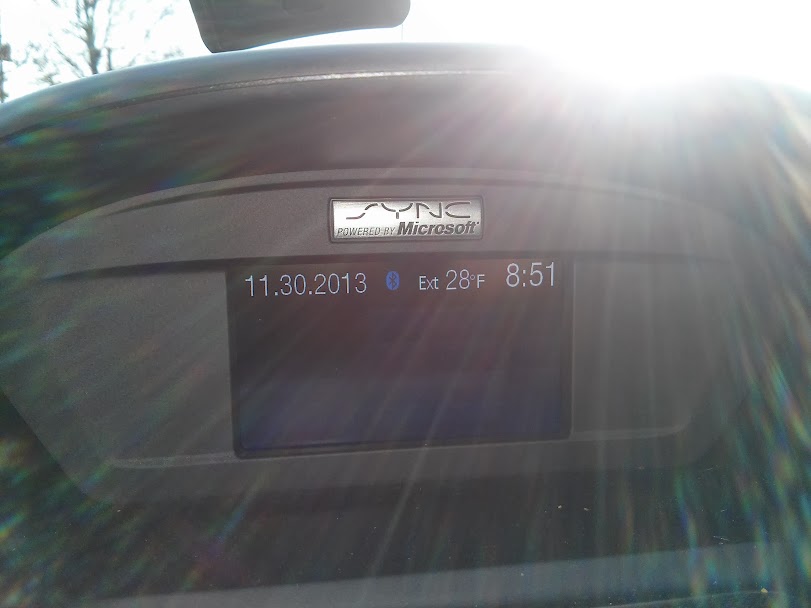 SYNC
POWERED BY Microsoft
11.30.2013 Ext 28°F 8:51